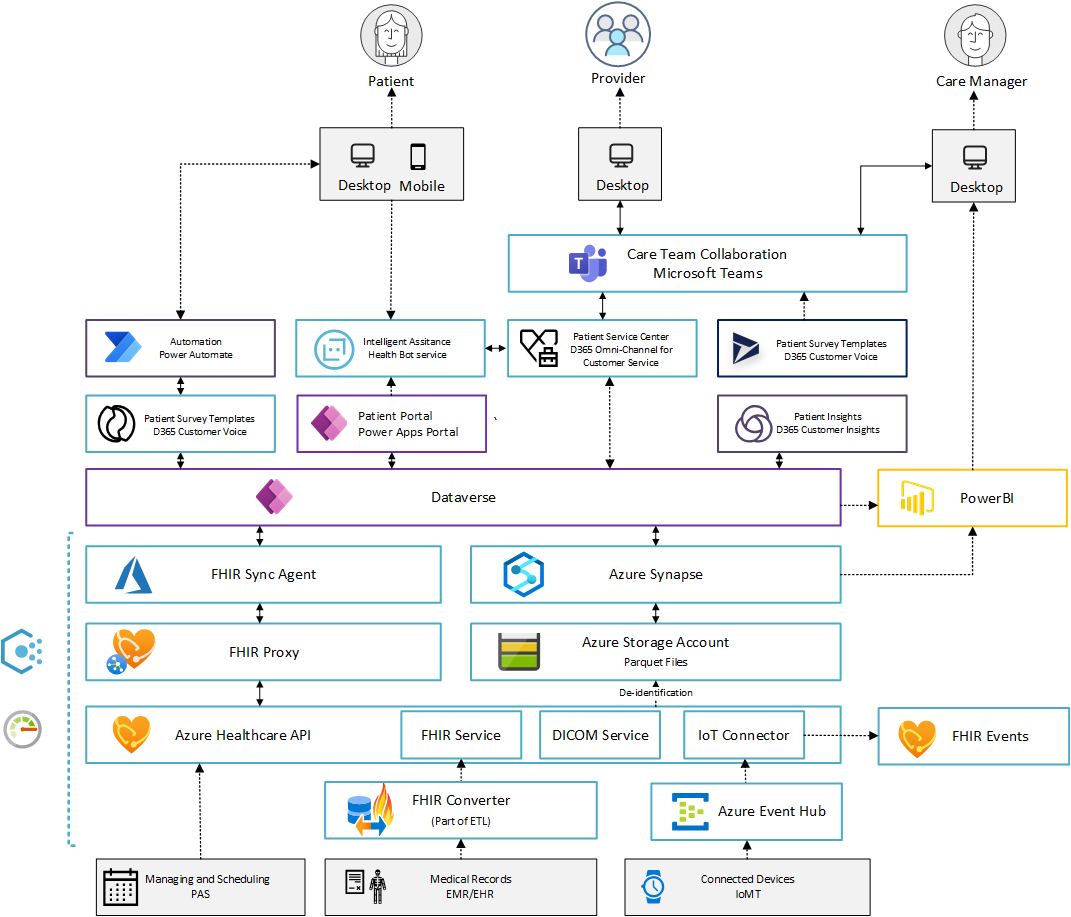 Patient
Provider
Care Manager
Desktop
Mobile
Desktop
Desktop
Care Team Collaboration
Microsoft Teams
Automation
Power Automate
Intelligent Assitance
Health Bot service
Patient Service Center
D365 Omni-Channel for
Customer Service
Patient Survey Templates
D365 Customer Voice
Patient Survey Templates
D365 Customer Voice
Patient Portal
Power Apps Portal
`
Patient Insights
D365 Customer Insights
Dataverse
PowerBI
FHIR Sync Agent
Azure Synapse
FHIR Proxy
Azure Storage Account
Parquet Files
De-identification
Azure Healthcare API
FHIR Service
DICOM Service
IoT Connector
FHIR Events
FHIR Converter
(Part of ETL)
Azure Event Hub
Managing and Scheduling
PAS
Medical Records
EMR/EHR
Connected Devices
IoMT